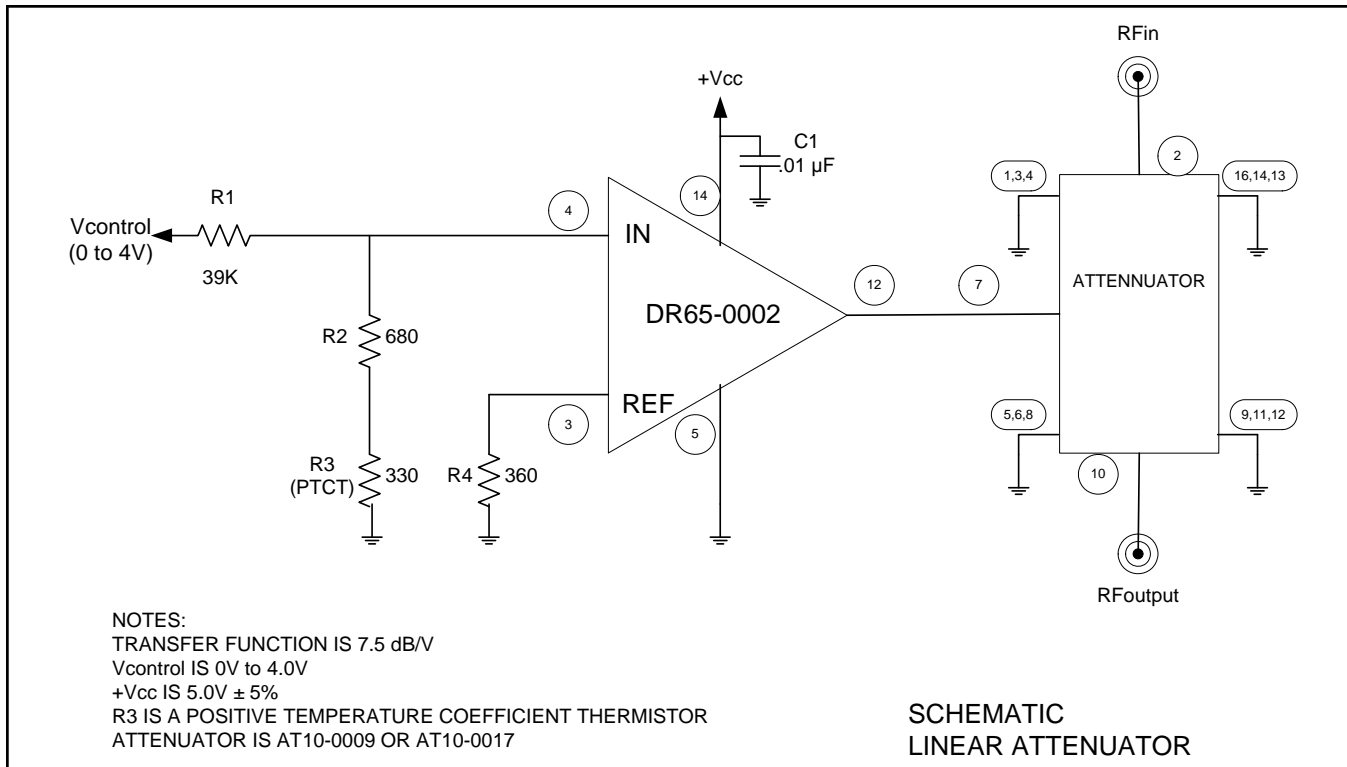 RFin
+Vcc
C1
.01 µF
2
1,3,4
16,14,13
14
R1
4
Vcontrol
(0 to 4V)
IN
39K
12
7
ATTENNUATOR
DR65-0002
R2
680
REF
3
5
5,6,8
9,11,12
R3
(PTCT)
330
R4
360
10
RFoutput
NOTES:
TRANSFER FUNCTION IS 7.5 dB/V
Vcontrol IS 0V to 4.0V
+Vcc IS 5.0V ± 5%
R3 IS A POSITIVE TEMPERATURE COEFFICIENT THERMISTOR
ATTENUATOR IS AT10-0009 OR AT10-0017
SCHEMATIC
LINEAR ATTENUATOR